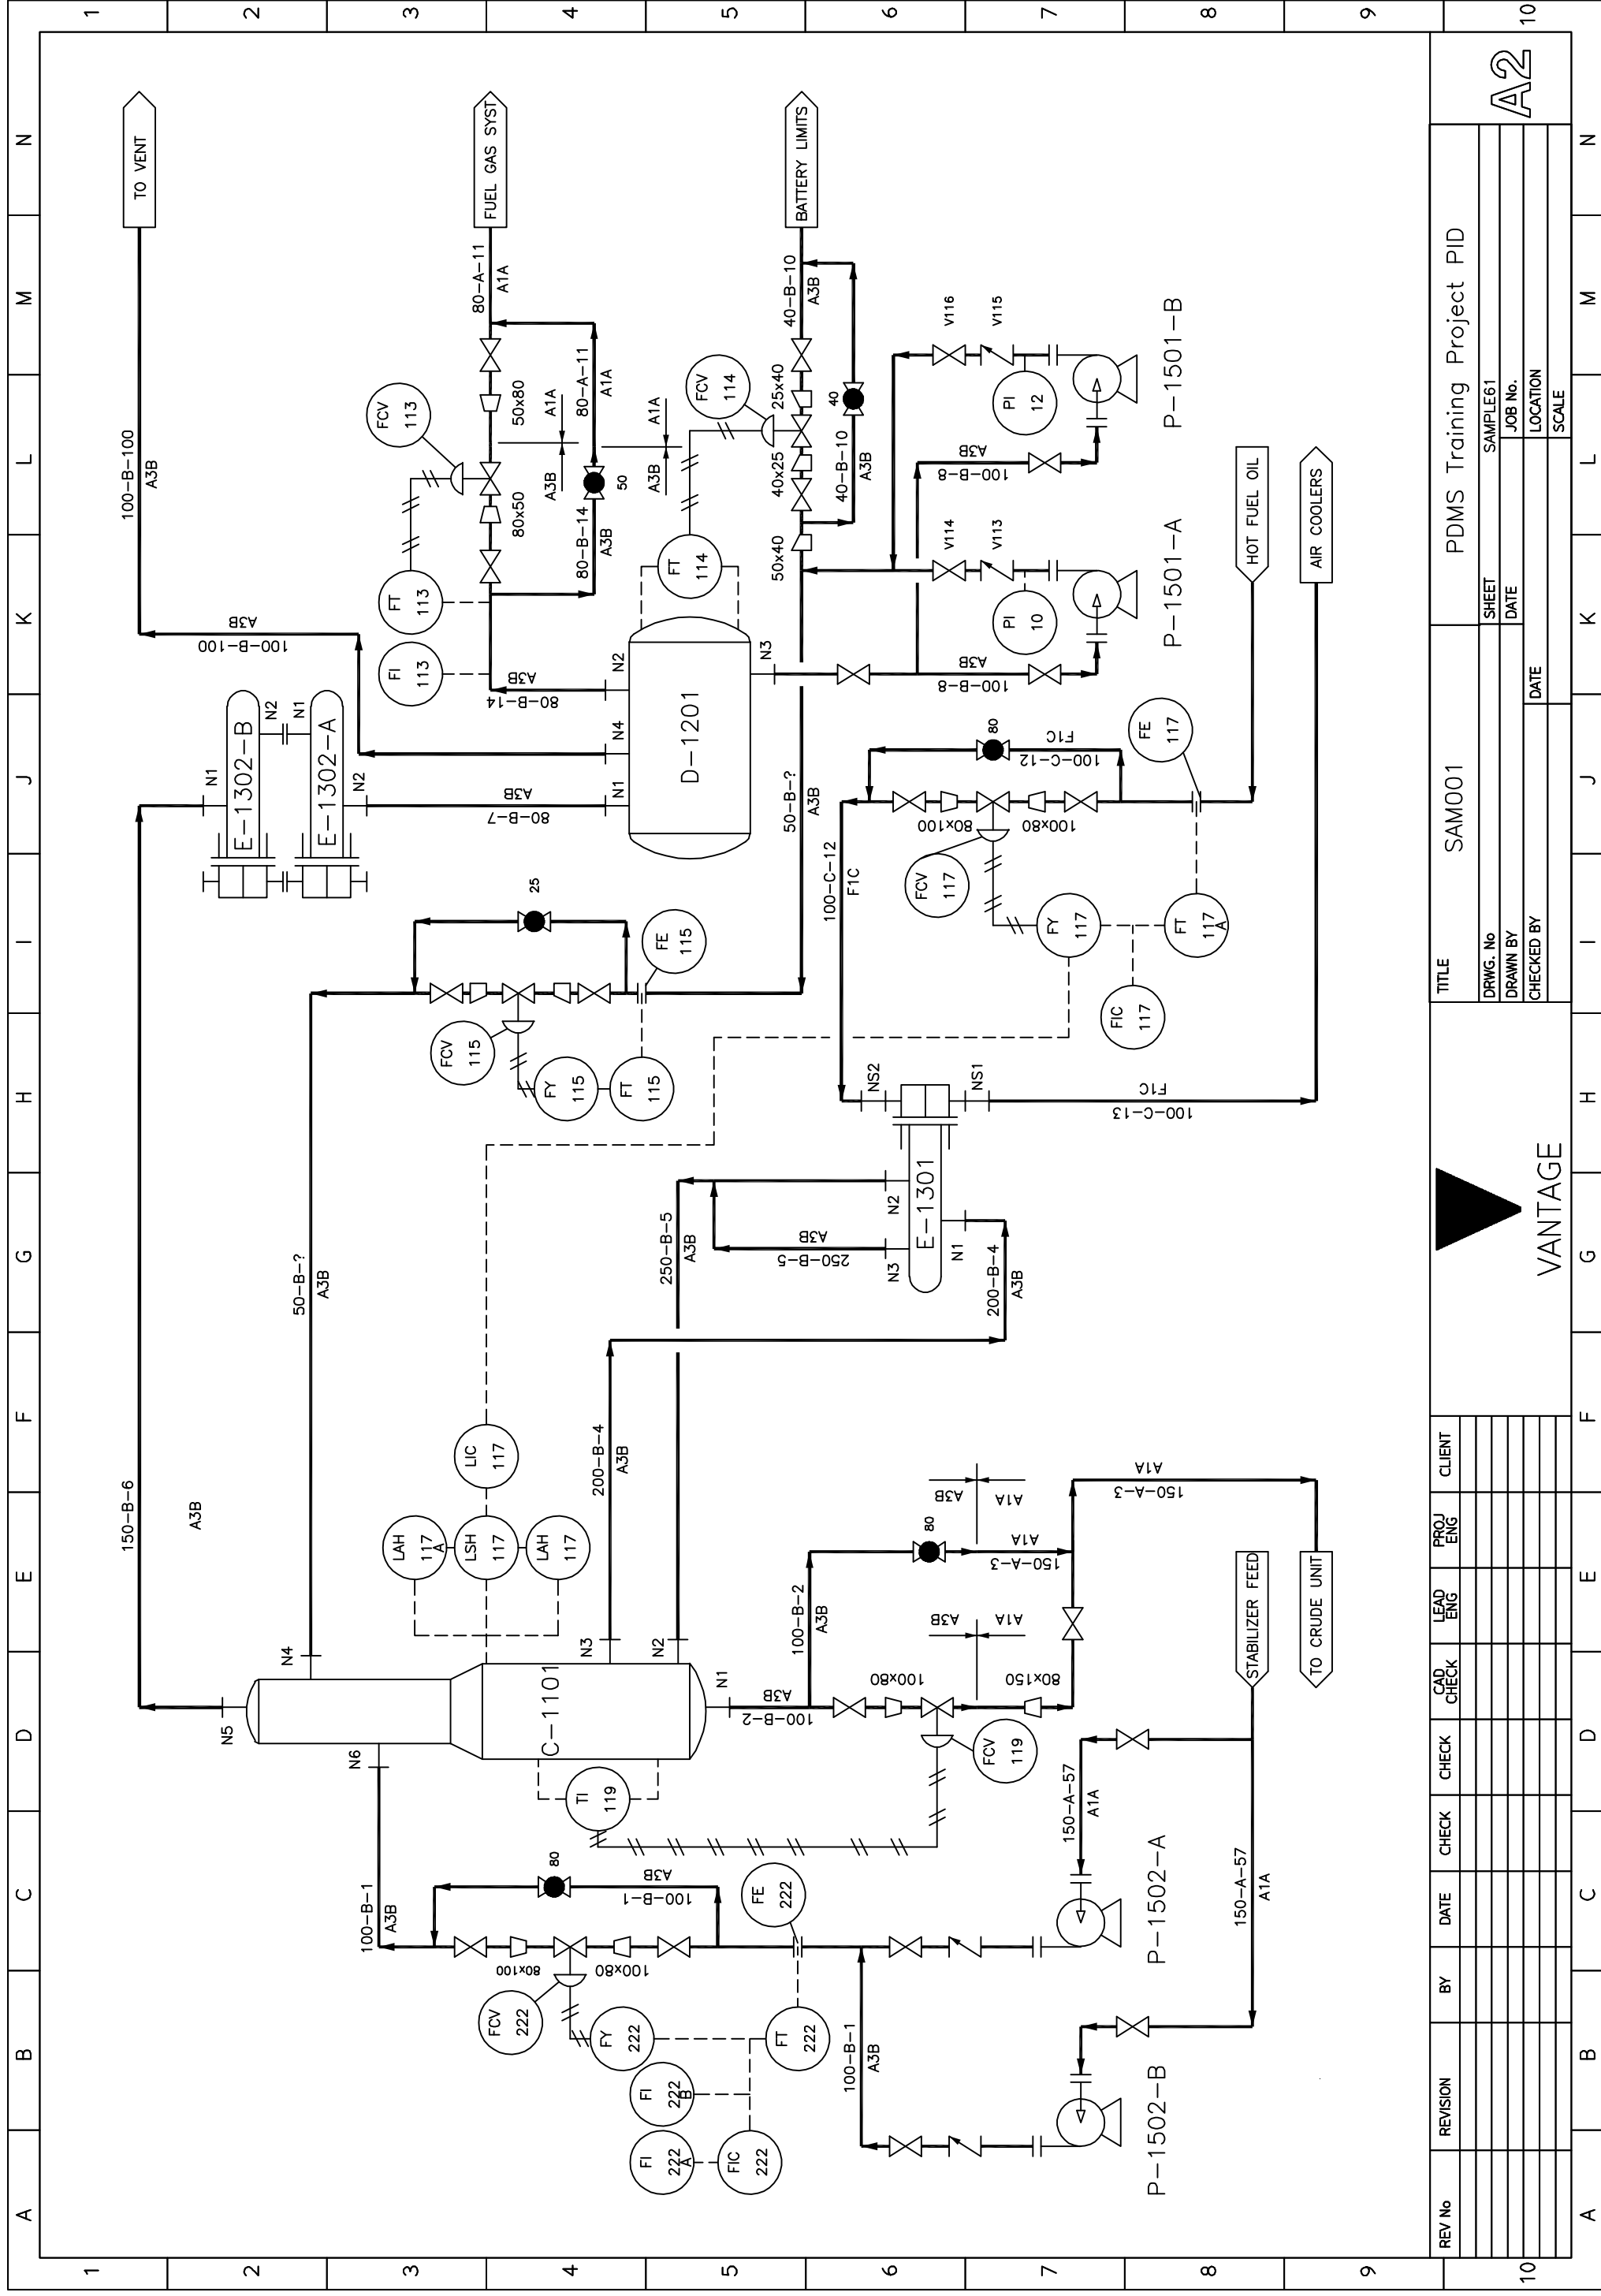 A B C D E F G H I J K L M N
1 2 3 4 5 6 7 8 9 10
150-B-6
A3B
TO VENT
100-B-100
A3B
100-B-100
A3B
FUEL GAS SYST
80-A-11
A1A
BATTERY LIMITS
40-B-10
A3B
N1
E-1302-B
N2
N1
E-1302-A
N2
80-B-7
A3B
N1
N4
N2
D-1201
N3
80-B-14
A3B
FI
113
FT
113
FCV
113
80x50
50x80
80-B-14
A3B
50
80-A-11
A1A
A3B
A1A
A3B
A1A
FT
114
FCV
114
50x40
40x25
25x40
40-B-10
A3B
40
50-B-?
A3B
25
FE
115
FCV
115
FY
115
FT
115
50-B-?
A3B
N4
N5
N6
C-1101
N3
N2
N1
LAH
117
A
LSH
117
LAH
117
LIC
117
TI
119
100-B-1
A3B
80
100-B-1
A3B
80x100
100x80
FCV
222
FY
222
FI
222
B
FI
222
A
FIC
222
FT
222
FE
222
100-B-1
A3B
P-1502-B
P-1502-A
150-A-57
A1A
150-A-57
A1A
STABILIZER FEED
TO CRUDE UNIT
100-B-2
A3B
100-B-2
A3B
100x80
80x150
A3B
A1A
FCV
119
80
150-A-3
A1A
A3B
A1A
150-A-3
A1A
200-B-4
A3B
250-B-5
A3B
250-B-5
A3B
N3
N2
E-1301
N1
200-B-4
A3B
NS2
NS1
100-C-13
F1C
100-C-12
F1C
FCV
117
FY
117
FT
117
A
FIC
117
FE
117
80x100
100x80
100-C-12
F1C
80
HOT FUEL OIL
AIR COOLERS
100-B-8
A3B
100-B-8
A3B
PI
10
PI
12
V114
V113
V116
V115
P-1501-A
P-1501-B
REV No
REVISION
BY
DATE
CHECK
CHECK
CAD
CHECK
LEAD
ENG
PROJ
ENG
CLIENT
VANTAGE
TITLE
SAM001
PDMS Training Project PID
DRWG. No
SHEET
SAMPLE61
DRAWN BY
DATE
JOB No.
CHECKED BY
DATE
LOCATION
SCALE
A2
A B C D E F G H I J K L M N
1 2 3 4 5 6 7 8 9 10